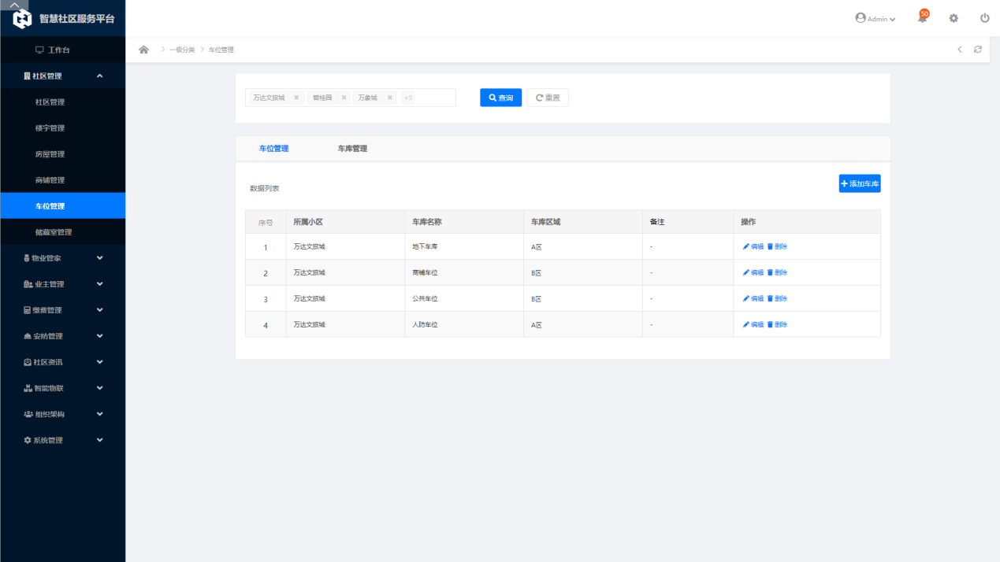 智慧社区服务平台
Admin
50
工作台
一级分类 车位管理
社区管理
社区管理
楼宇管理
房屋管理
商铺管理
车位管理
储藏室管理
物业管家
业主管理
缴费管理
安防管理
社区资讯
智能物联
组织架构
系统管理
万达文旅城 碧桂园 万象城 +5 查询 重置
车位管理 车库管理
数据列表 添加车库
序号 所属小区 车库名称 车库区域 备注 操作
1 万达文旅城 地下车库 A区 - 编辑 删除
2 万达文旅城 商铺车位 B区 - 编辑 删除
3 万达文旅城 公共车位 B区 - 编辑 删除
4 万达文旅城 人防车位 A区 - 编辑 删除